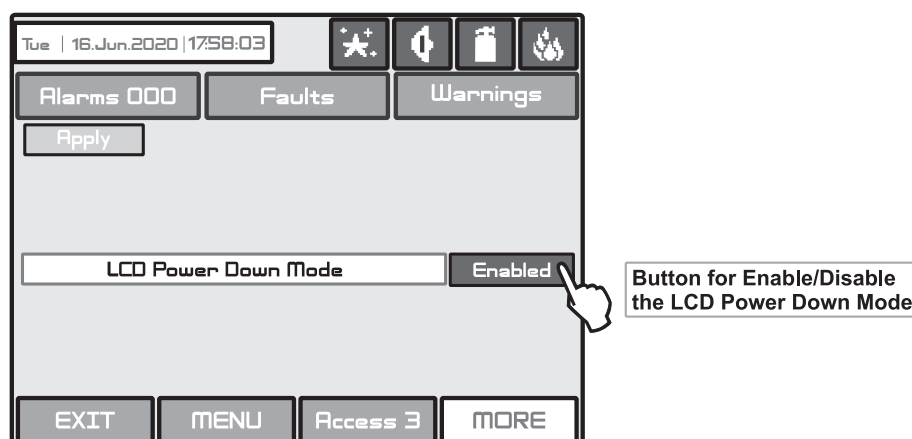 Tue | 16.Jun.2020 | 17:58:03
Alarms 000 Faults Warnings
Apply
LCD Power Down Mode Enabled
Button for Enable/Disable
the LCD Power Down Mode
EXIT MENU Access 3 MORE